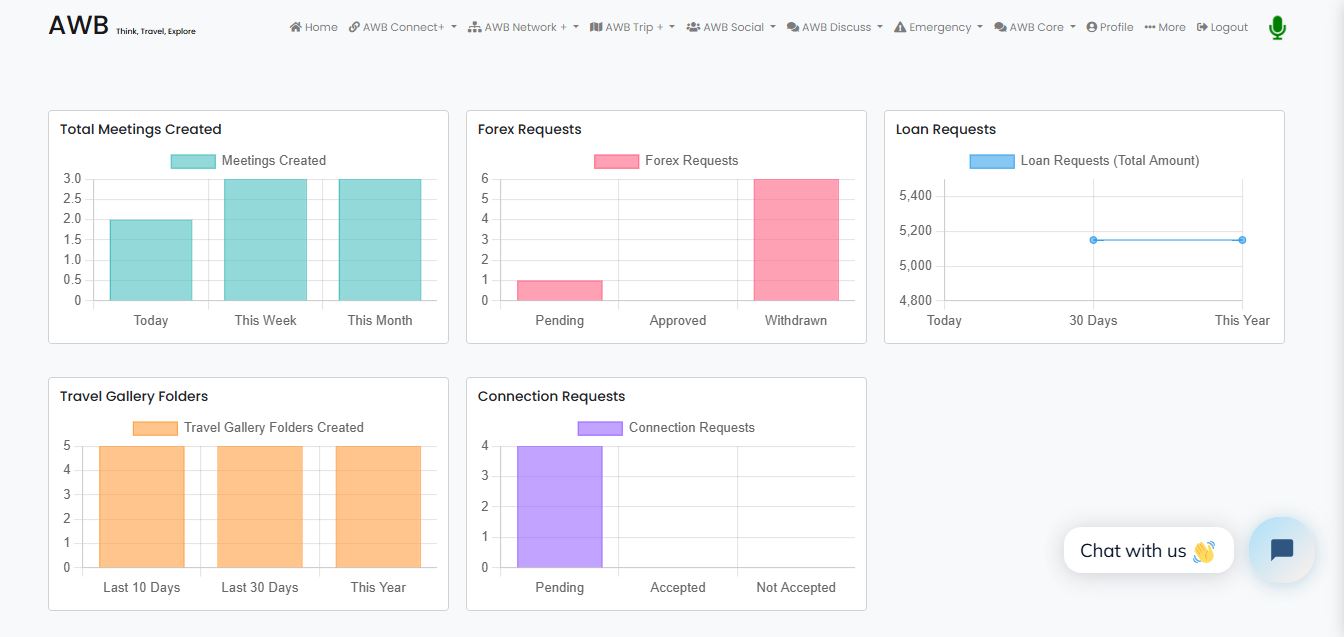 AWB Think, Travel, Explore
Home AWB Connect+ AWB Network + AWB Trip + AWB Social AWB Discuss Emergency AWB Core Profile More Logout
Total Meetings Created
Meetings Created
3.0
2.5
2.0
1.5
1.0
0.5
0
Today This Week This Month
Forex Requests
Forex Requests
6
5
4
3
2
1
0
Pending Approved Withdrawn
Loan Requests
Loan Requests (Total Amount)
5,400
5,200
5,000
4,800
Today 30 Days This Year
Travel Gallery Folders
Travel Gallery Folders Created
5
4
3
2
1
0
Last 10 Days Last 30 Days This Year
Connection Requests
Connection Requests
4
3
2
1
0
Pending Accepted Not Accepted
Chat with us 👋